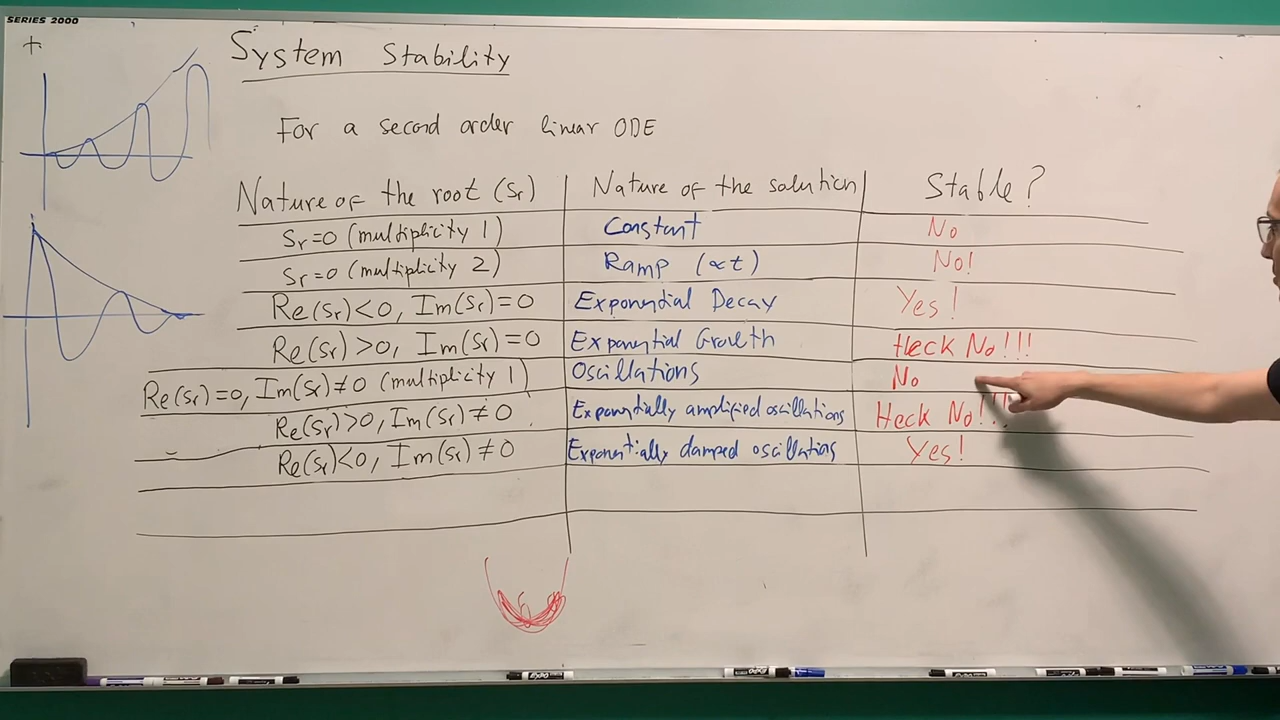 SERIES 2000
System Stability
For a second order linear ODE
Nature of the root (Sr) Nature of the solution Stable?
Sr=0 (multiplicity 1) Constant No
Sr=0 (multiplicity 2) Ramp (∝t) No!
Re(Sr)<0, Im(Sr)=0 Exponential Decay Yes!
Re(Sr)>0, Im(Sr)=0 Exponential Growth Heck No!!!
Re(Sr)=0, Im(Sr)≠0 (multiplicity 1) Oscillations No
Re(Sr)>0, Im(Sr)≠0 Exponentially amplified oscillations Heck No!!!
Re(Sr)<0, Im(Sr)≠0 Exponentially damped oscillations Yes!